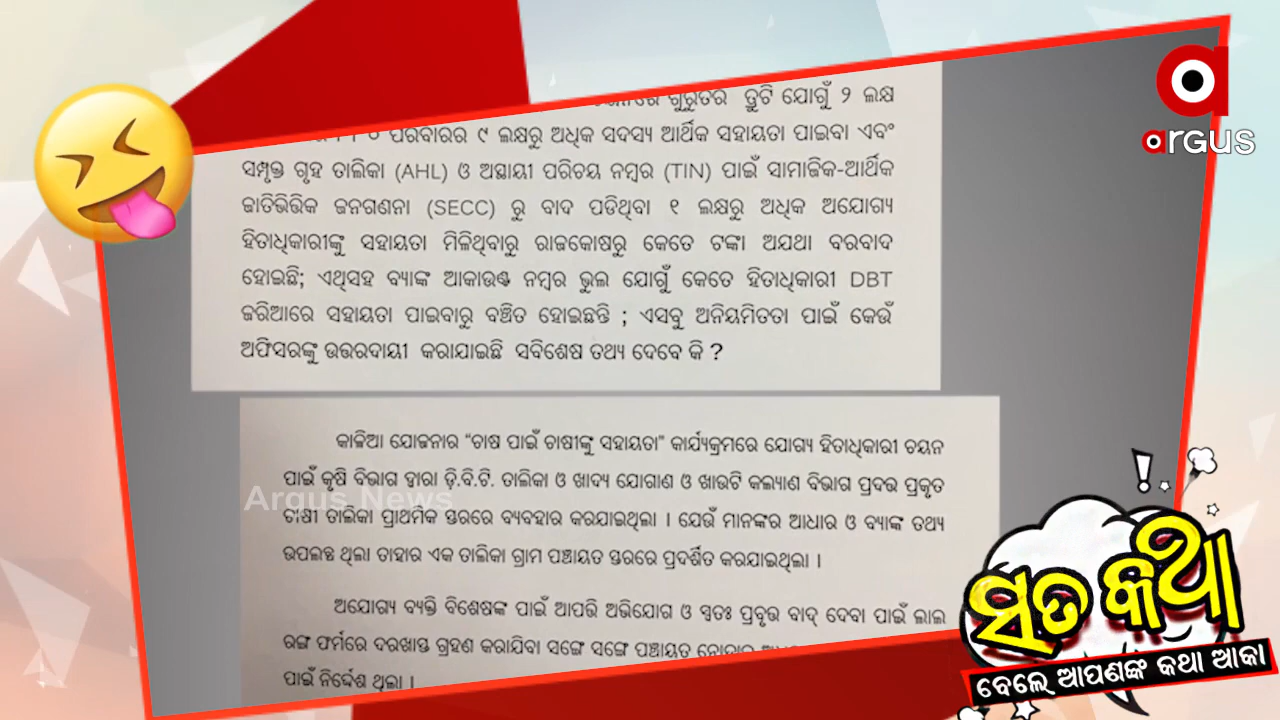 ଗୁରୁତର ତ୍ରୁଟି ଯୋଗୁଁ ୨ ଲକ୍ଷ
ଓ ପରିବାରର ୯ ଲକ୍ଷରୁ ଅଧିକ ସଦସ୍ୟ ଆର୍ଥିକ ସହାୟତା ପାଇବା ଏବଂ
ସମ୍ପୃକ୍ତ ଗୃହ ତାଲିକା (AHL) ଓ ଅସ୍ଥାୟୀ ପରିଚୟ ନମ୍ବର (TIN) ପାଇଁ ସାମାଜିକ-ଆର୍ଥିକ
ଜାତିଭିତ୍ତିକ ଜନଗଣନା (SECC) ରୁ ବାଦ ପଡିଥିବା ୧ ଲକ୍ଷରୁ ଅଧିକ ଅଯୋଗ୍ୟ
ହିତାଧିକାରୀଙ୍କୁ ସହାୟତା ମିଳିଥିବାରୁ ରାଜକୋଷରୁ କେତେ ଟଙ୍କା ଅଯଥା ବରବାଦ
ହୋଇଛି; ଏଥିସହ ବ୍ୟାଙ୍କ ଆକାଉଣ୍ଟ ନମ୍ବର ଭୁଲ ଯୋଗୁଁ କେତେ ହିତାଧିକାରୀ DBT
ଜରିଆରେ ସହାୟତା ପାଇବାରୁ ବଞ୍ଚିତ ହୋଇଛନ୍ତି ; ଏସବୁ ଅନିୟମିତତା ପାଇଁ କେଉଁ
ଅଫିସରଙ୍କୁ ଉତ୍ତରଦାୟୀ କରାଯାଇଛି ସବିଶେଷ ତଥ୍ୟ ଦେବେ କି ?
କାଳିଆ ଯୋଜନାର “ଚାଷ ପାଇଁ ଚାଷୀଙ୍କୁ ସହାୟତା” କାର୍ଯ୍ୟକ୍ରମରେ ଯୋଗ୍ୟ ହିତାଧିକାରୀ ଚୟନ
ପାଇଁ କୃଷି ବିଭାଗ ଦ୍ୱାରା ଡ଼ି.ବି.ଟି. ତାଲିକା ଓ ଖାଦ୍ୟ ଯୋଗାଣ ଓ ଖାଉଟି କଲ୍ୟାଣ ବିଭାଗ ପ୍ରଦତ୍ତ ପ୍ରକୃତ
ଚାଷୀ ତାଲିକା ପ୍ରାଥମିକ ସ୍ତରରେ ବ୍ୟବହାର କରଯାଇଥିଲା । ଯେଉଁ ମାନଙ୍କର ଆଧାର ଓ ବ୍ୟାଙ୍କ ତଥ୍ୟ
ଉପଲବ୍ଧ ଥିଲା ତାହାର ଏକ ତାଲିକା ଗ୍ରାମ ପଞ୍ଚାୟତ ସ୍ତରରେ ପ୍ରଦର୍ଶିତ କରଯାଇଥିଲା ।
ଅଯୋଗ୍ୟ ବ୍ୟକ୍ତି ବିଶେଷଙ୍କ ପାଇଁ ଆପତ୍ତି ଅଭିଯୋଗ ଓ ସ୍ୱତଃ ପ୍ରବୃତ୍ତ ବାଦ୍ ଦେବା ପାଇଁ ଲାଲ
ରଙ୍ଗ ଫର୍ମରେ ଦରଖାସ୍ତ ଗ୍ରହଣ କରାଯିବା ସଙ୍ଗେ ସଙ୍ଗେ ପଞ୍ଚାୟତ
ପାଇଁ ନିର୍ଦ୍ଦେଶ ଥିଲା ।
Argus News
argus
ସତ କଥା
ବେଲେ ଆପଣଙ୍କ କଥା ଆକା